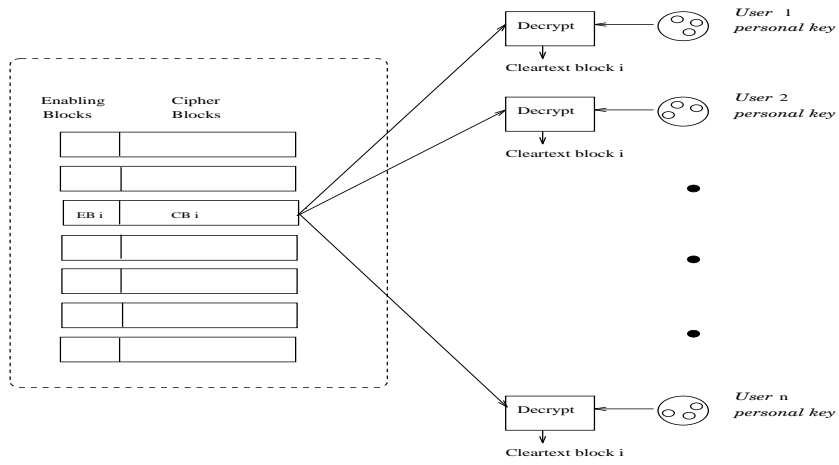 User 1
personal key
Decrypt
Cleartext block i
Enabling
Blocks
Cipher
Blocks
User 2
personal key
Decrypt
Cleartext block i
EB i
CB i
User n
personal key
Decrypt
Cleartext block i